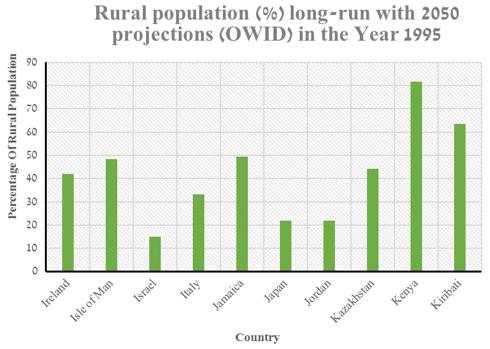 Rural population (%) long-run with 2050
projections (OWID) in the Year 1995
Percentage Of Rural Population
90
80
70
60
50
40
30
20
10
0
Ireland
Isle of Man
Israel
Italy
Jamaica
Japan
Jordan
Kazakhstan
Kenya
Kiribati
Country